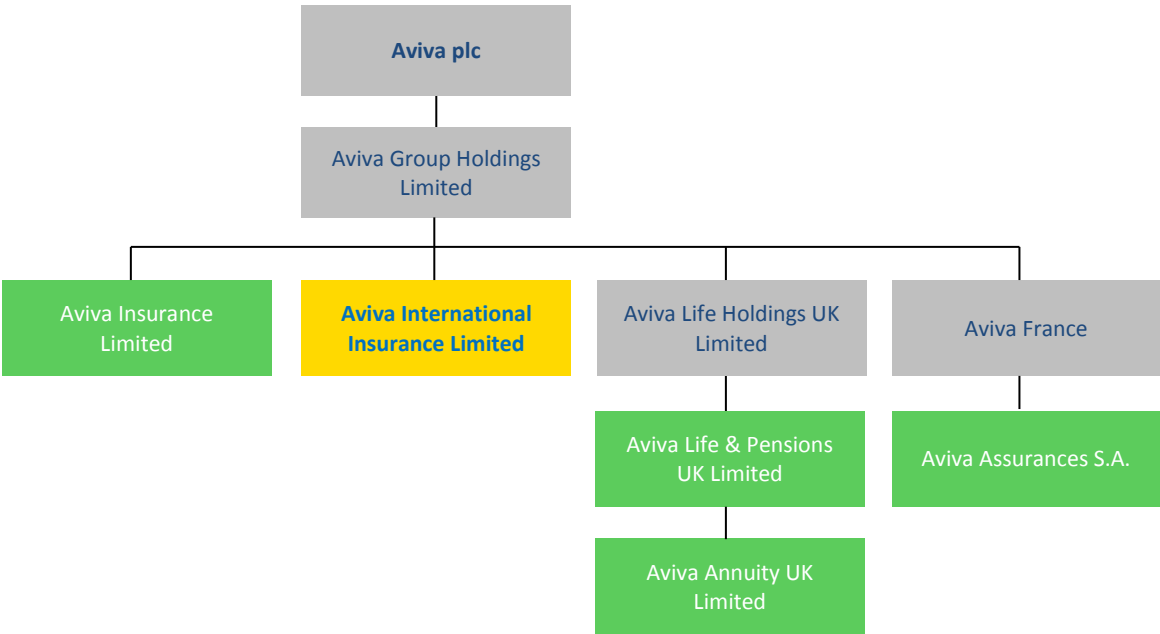 Aviva plc
Aviva Group Holdings
Limited
Aviva Insurance
Limited
Aviva International
Insurance Limited
Aviva Life Holdings UK
Limited
Aviva France
Aviva Life & Pensions
UK Limited
Aviva Assurances S.A.
Aviva Annuity UK
Limited